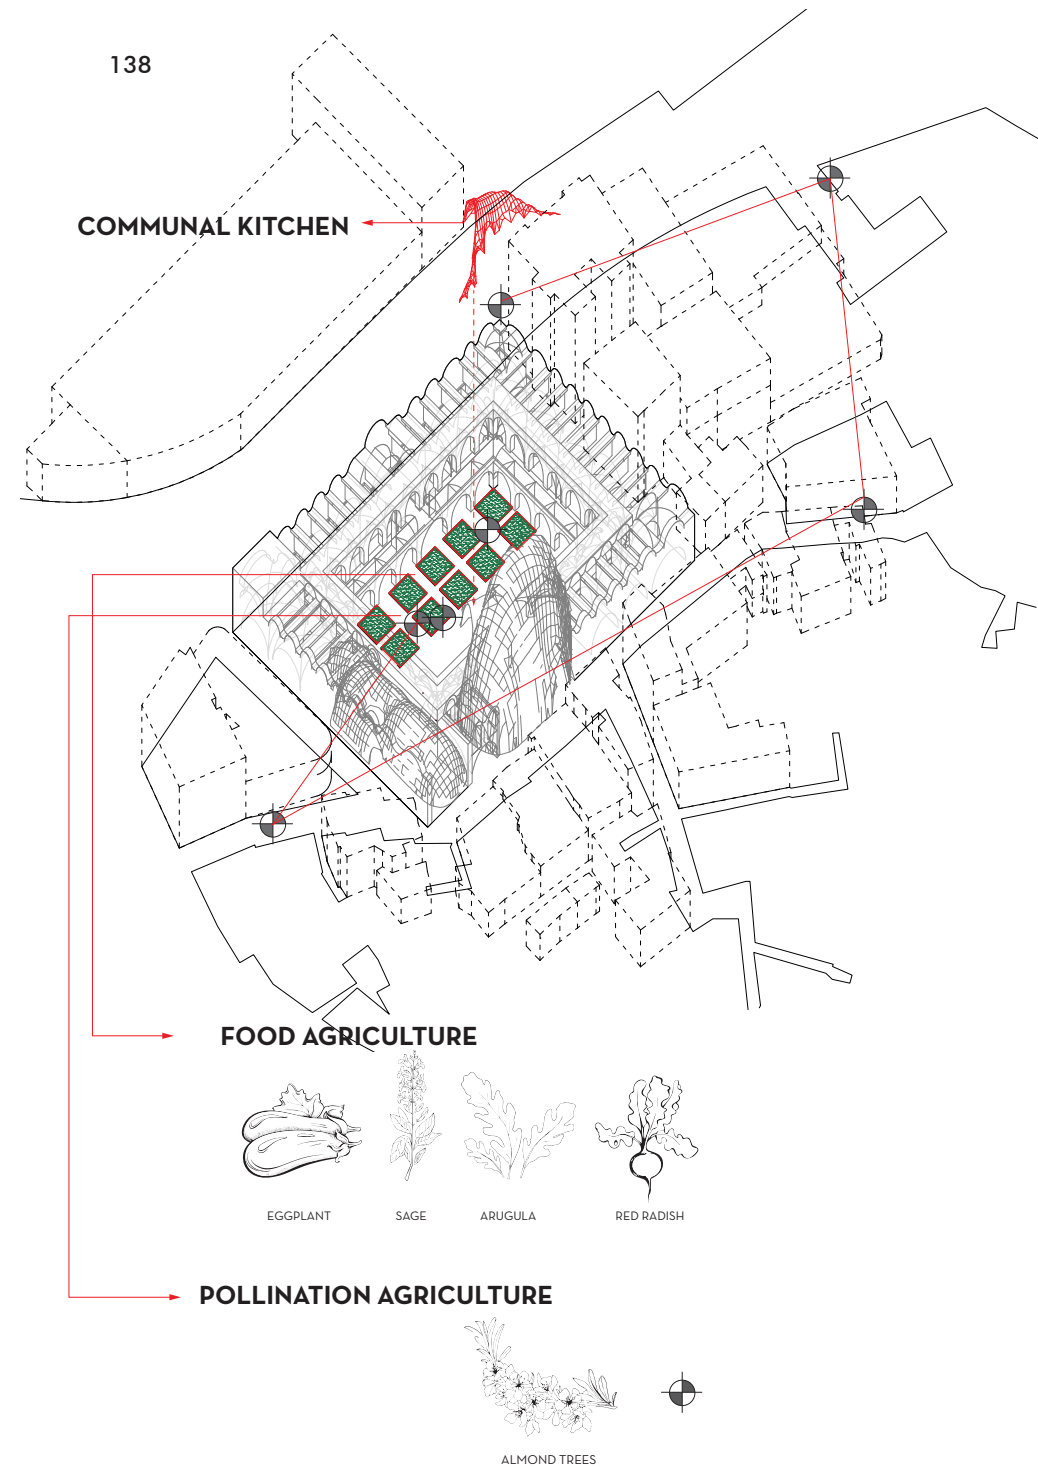 138
COMMUNAL KITCHEN
FOOD AGRICULTURE
EGGPLANT
SAGE
ARUGULA
RED RADISH
POLLINATION AGRICULTURE
ALMOND TREES